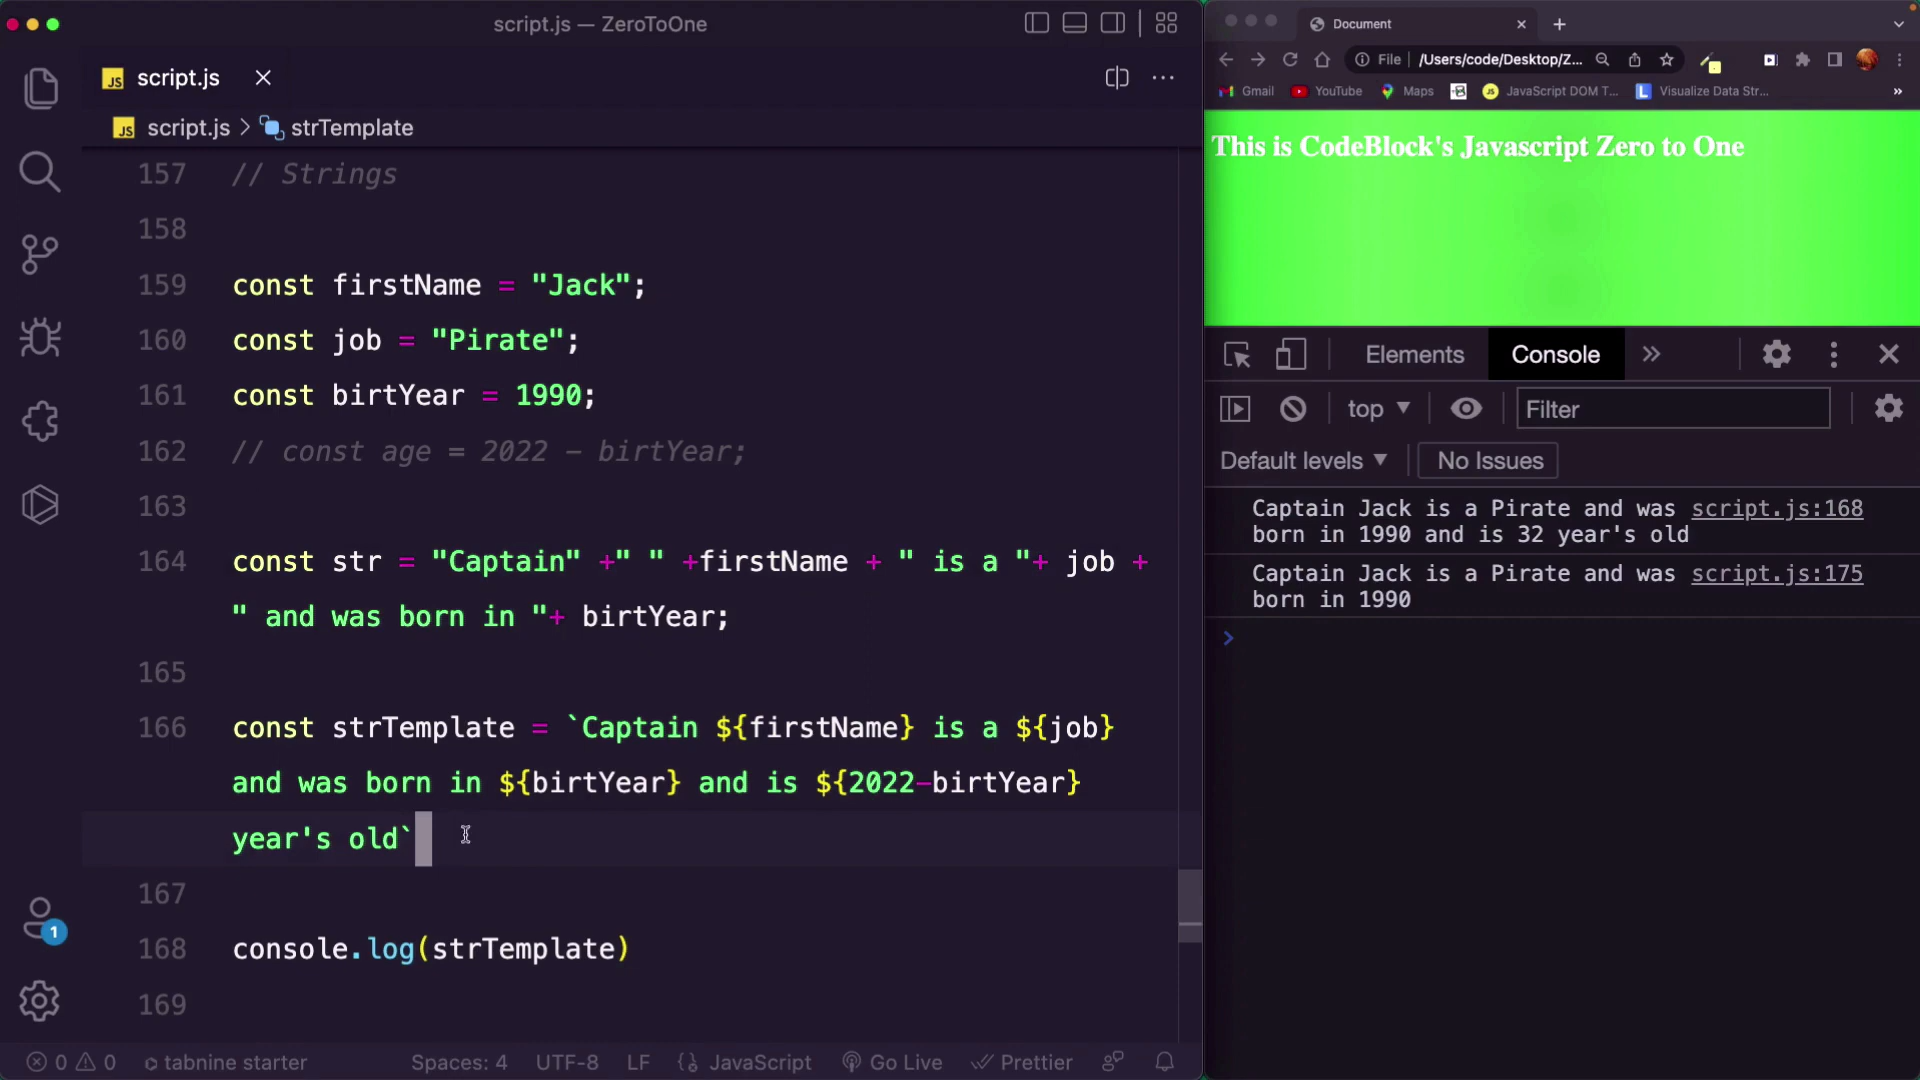 script.js — ZeroToOne
JS script.js
JS script.js > strTemplate
157 // Strings
158
159 const firstName = "Jack";
160 const job = "Pirate";
161 const birtYear = 1990;
162 // const age = 2022 - birtYear;
163
164 const str = "Captain" +" " +firstName + " is a "+ job +
" and was born in "+ birtYear;
165
166 const strTemplate = `Captain ${firstName} is a ${job}
and was born in ${birtYear} and is ${2022-birtYear}
year's old`
167
168 console.log(strTemplate)
169
1
0 0 tabnine starter Spaces: 4 UTF-8 LF JavaScript Go Live Prettier
Document
File /Users/code/Desktop/Z...
Gmail YouTube Maps JavaScript DOM T... Visualize Data Str... »
This is CodeBlock's Javascript Zero to One
Elements Console »
top Filter
Default levels No Issues
Captain Jack is a Pirate and was script.js:168
born in 1990 and is 32 year's old
Captain Jack is a Pirate and was script.js:175
born in 1990
>